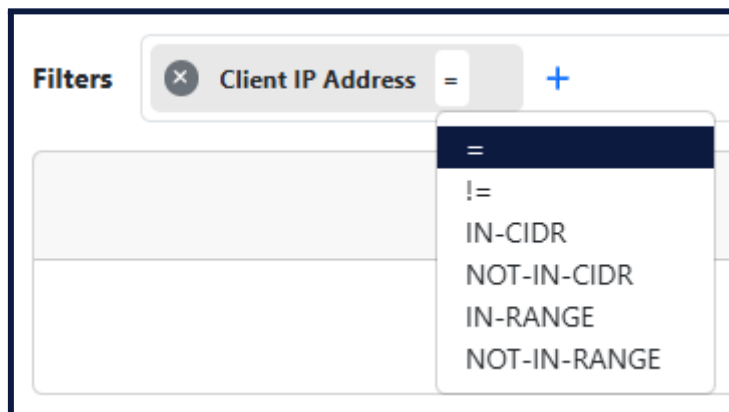 Filters Client IP Address = +
=
!=
IN-CIDR
NOT-IN-CIDR
IN-RANGE
NOT-IN-RANGE